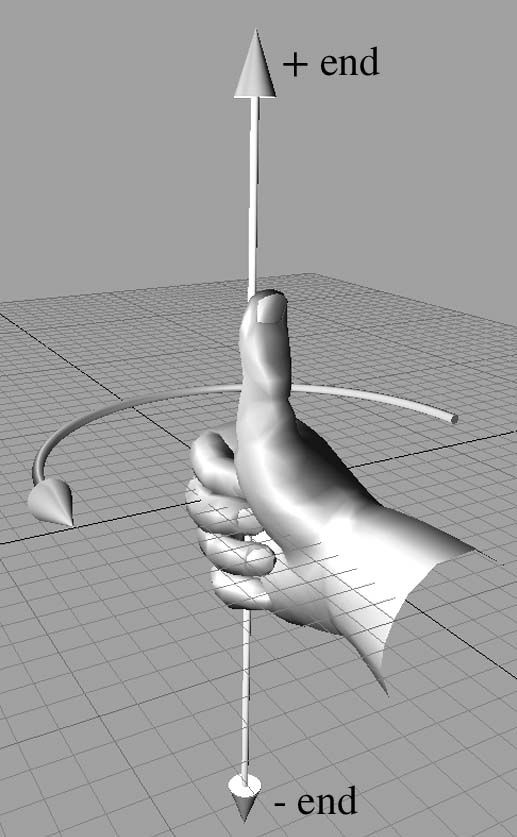 + end
- end